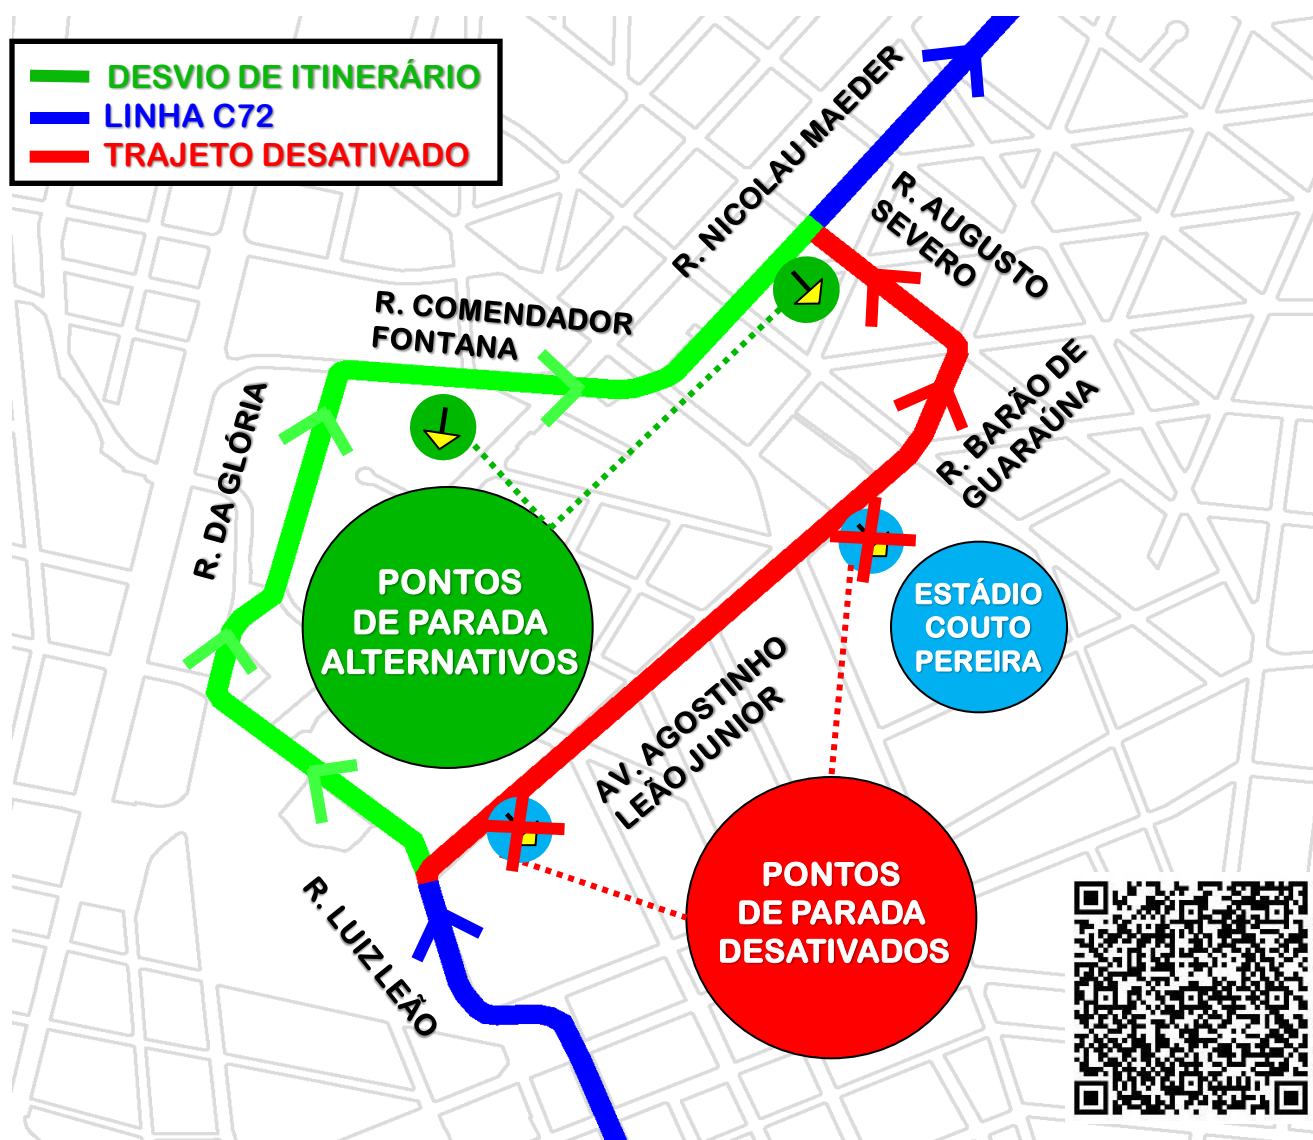 DESVIO DE ITINERÁRIO
LINHA C72
TRAJETO DESATIVADO
R. NICOLAU MAEDER
R. AUGUSTO
SEVERO
R. COMENDADOR
FONTANA
R. DA GLÓRIA
R. BARÃO DE
GUARAÚNA
PONTOS
DE PARADA
ALTERNATIVOS
ESTÁDIO
COUTO
PEREIRA
AV. AGOSTINHO
LEÃO JUNIOR
R. LUIZ LEÃO
PONTOS
DE PARADA
DESATIVADOS